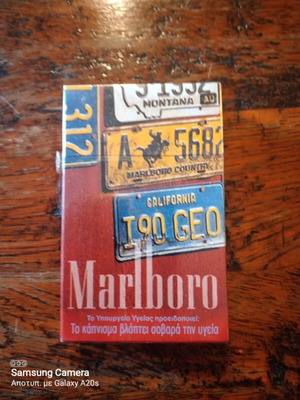 312
MONTANA
AU
A 5682
MARLBORO COUNTRY
CALIFORNIA
I90 GEO
Marlboro
Το Υπουργείο Υγείας προειδοποιεί:
Το κάπνισμα βλάπτει σοβαρά την υγεία
Samsung Camera
Αποτυπ. με Galaxy A20s